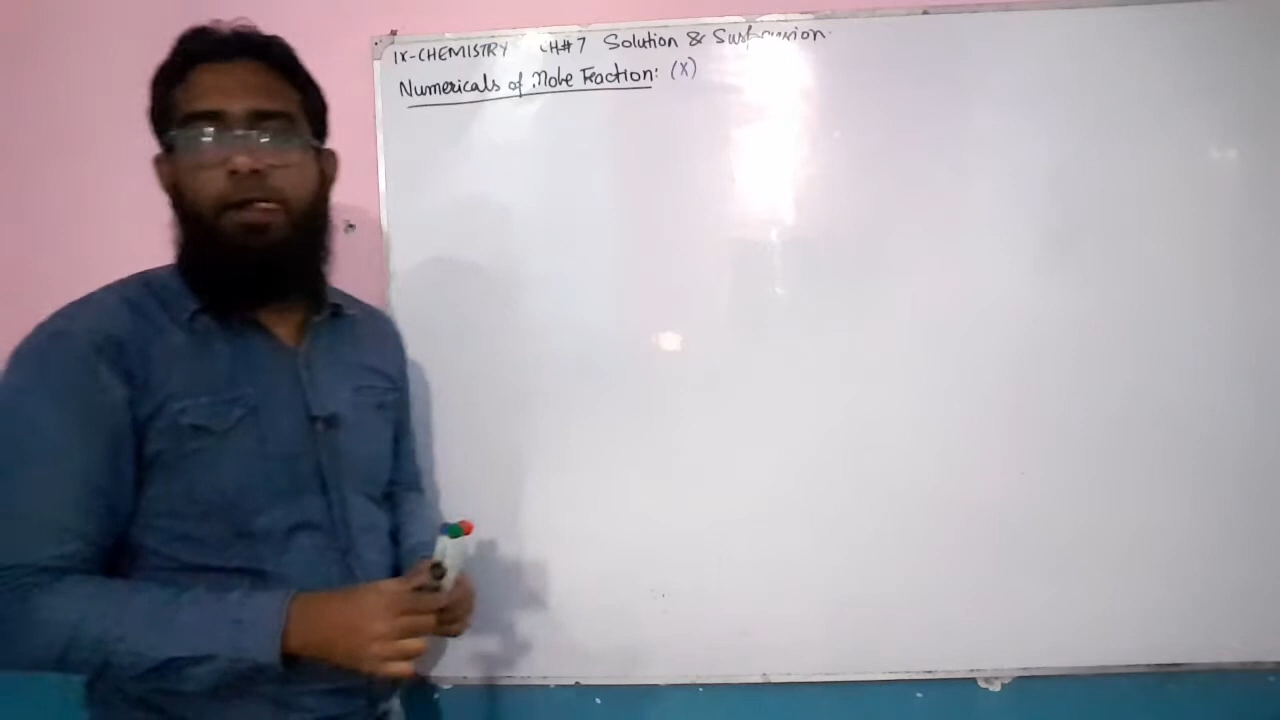 IX-CHEMISTRY CH#7 Solution & Suspension.
Numericals of Mole Fraction: (X)